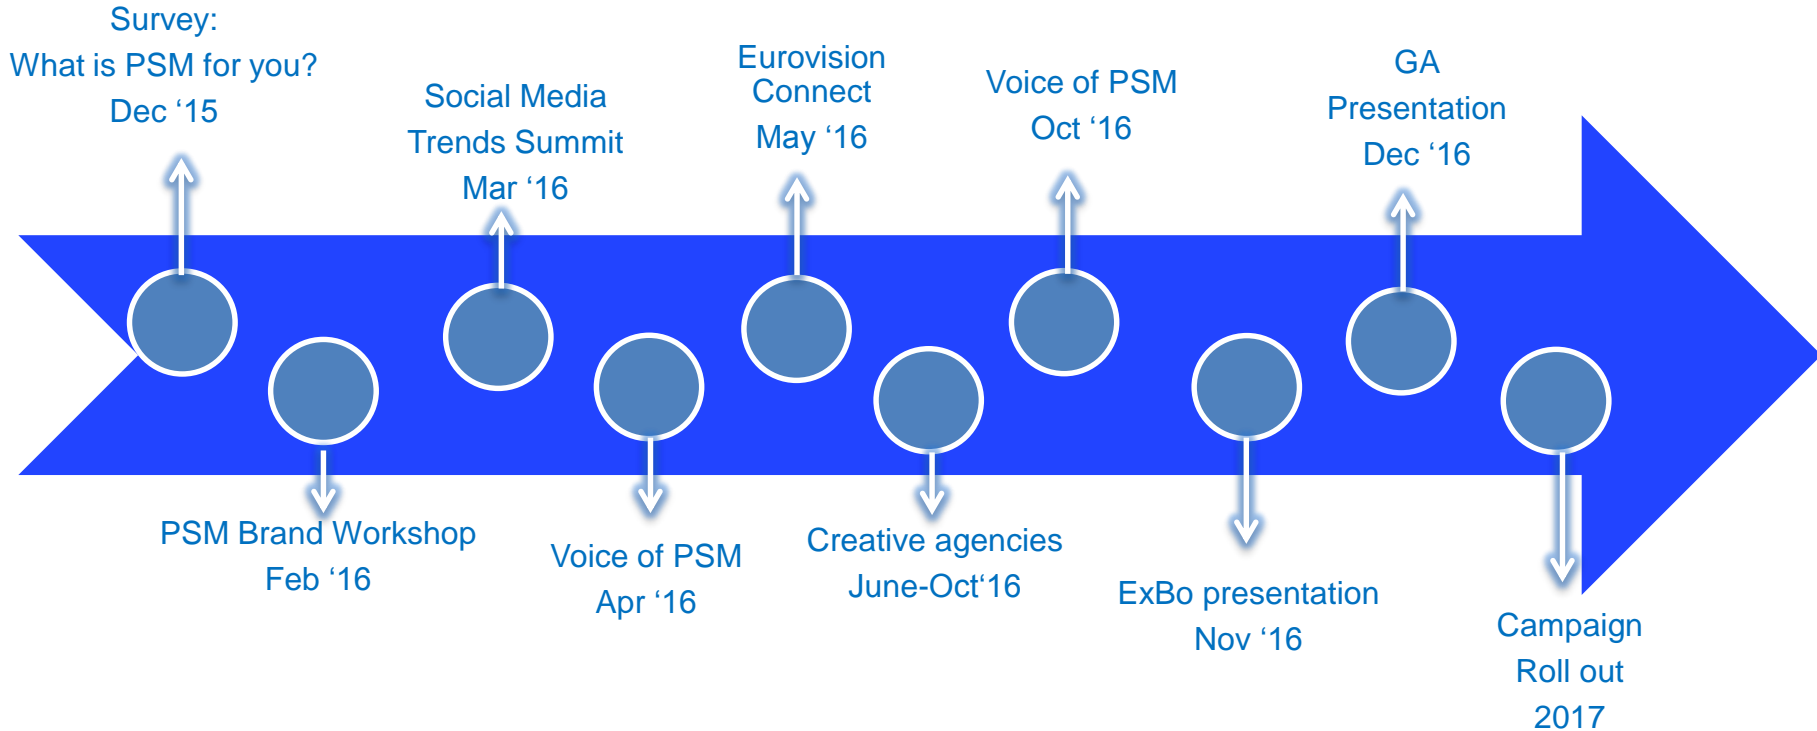 Survey:
What is PSM for you?
Dec ‘15
PSM Brand Workshop
Feb ‘16
Social Media
Trends Summit
Mar ‘16
Voice of PSM
Apr ‘16
Eurovision
Connect
May ‘16
Creative agencies
June-Oct‘16
Voice of PSM
Oct ‘16
ExBo presentation
Nov ‘16
GA
Presentation
Dec ‘16
Campaign
Roll out
2017